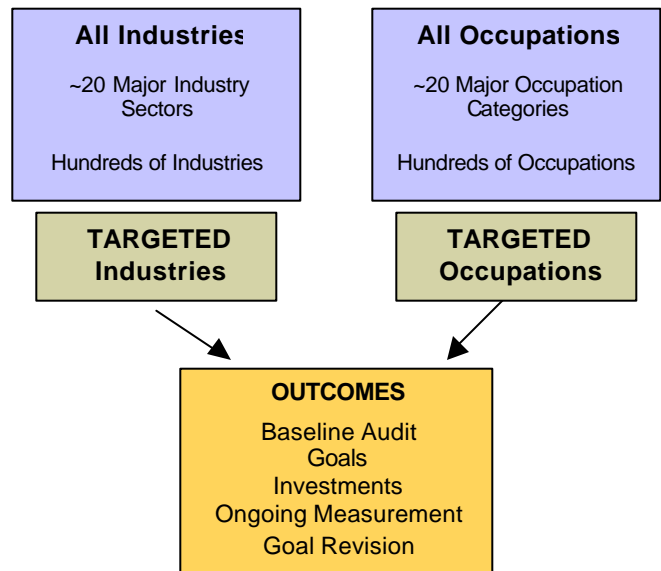 All Industries
~20 Major Industry
Sectors
Hundreds of Industries
TARGETED
Industries
All Occupations
~20 Major Occupation
Categories
Hundreds of Occupations
TARGETED
Occupations
OUTCOMES
Baseline Audit
Goals
Investments
Ongoing Measurement
Goal Revision